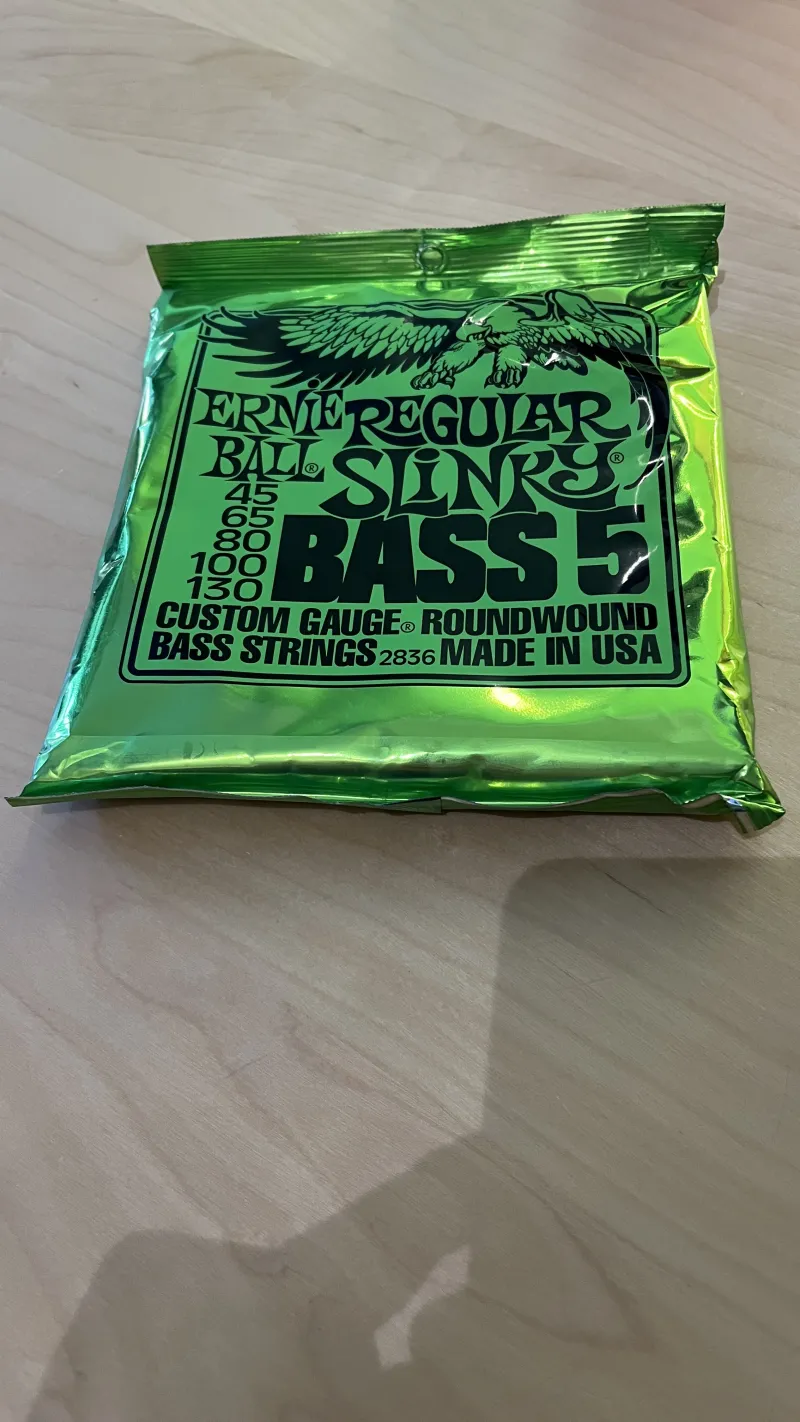 ERNIE BALL®
REGULAR SLINKY®
45
65
80
100
130
BASS 5
CUSTOM GAUGE® ROUNDWOUND
BASS STRINGS 2836 MADE IN USA